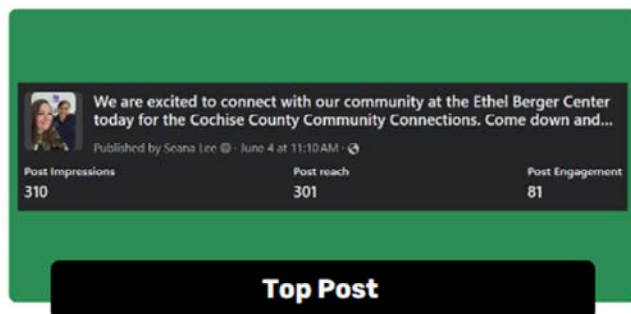 We are excited to connect with our community at the Ethel Berger Center
today for the Cochise County Community Connections. Come down and...
Published by Seana Lee · June 4 at 11:10 AM ·
Post Impressions
310
Post reach
301
Post Engagement
81
Top Post